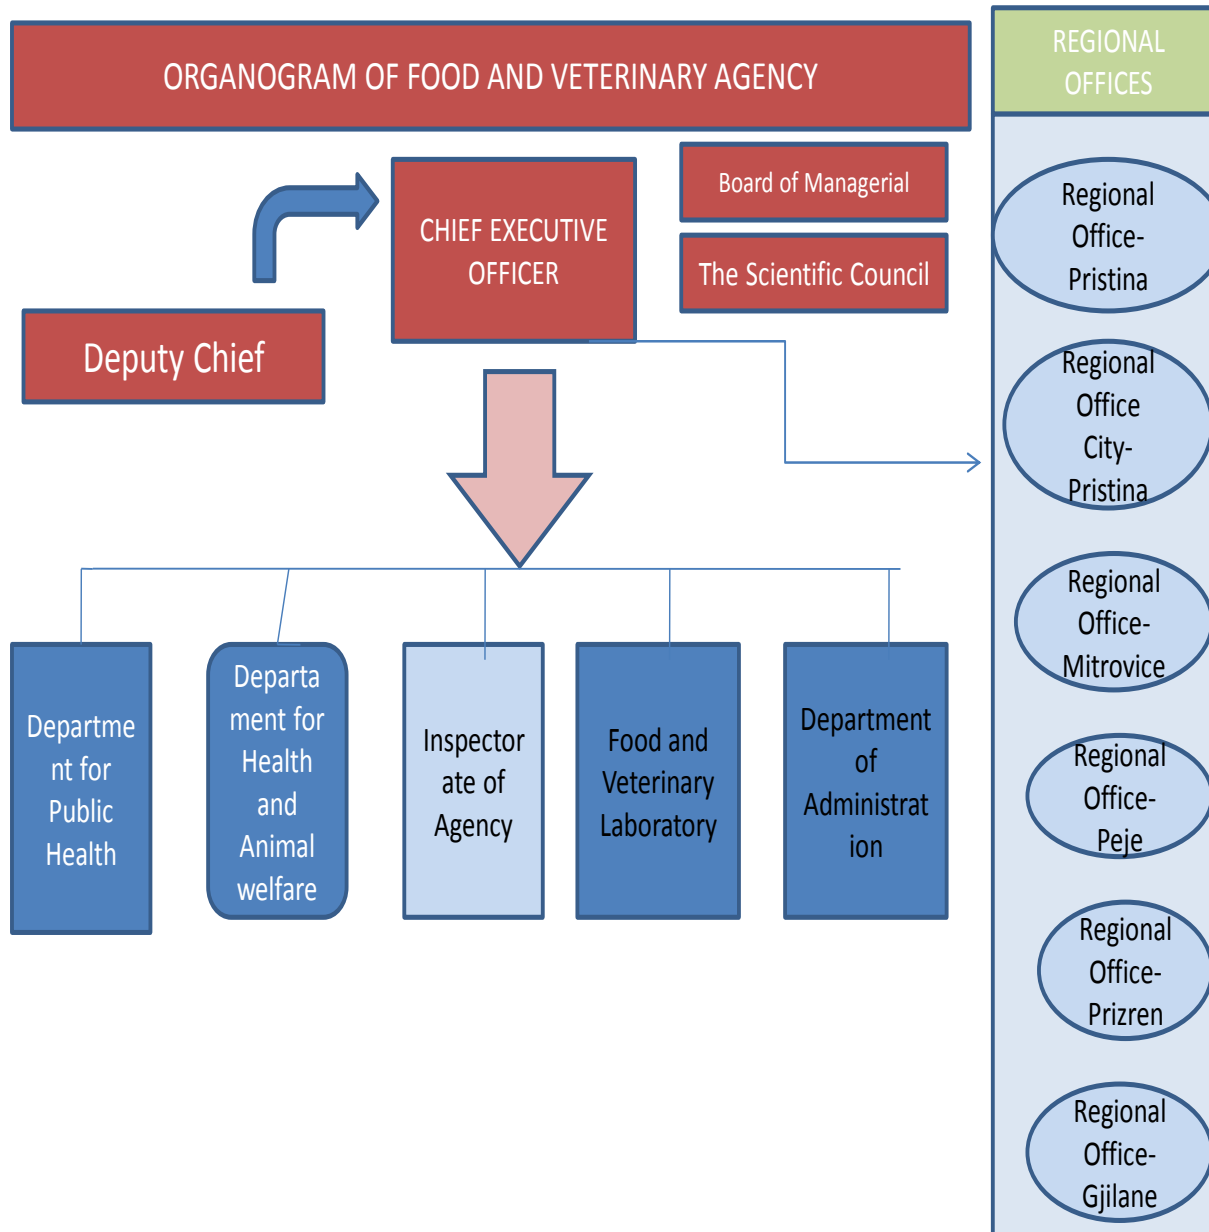 ORGANOGRAM OF FOOD AND VETERINARY AGENCY
REGIONAL
OFFICES
Board of Managerial
CHIEF EXECUTIVE
OFFICER
The Scientific Council
Deputy Chief
Departme
nt for
Public
Health
Departa
ment for
Health
and
Animal
welfare
Inspector
ate of
Agency
Food and
Veterinary
Laboratory
Department
of
Administrat
ion
Regional
Office-
Pristina
Regional
Office
City-
Pristina
Regional
Office-
Mitrovice
Regional
Office-
Peje
Regional
Office-
Prizren
Regional
Office-
Gjilane